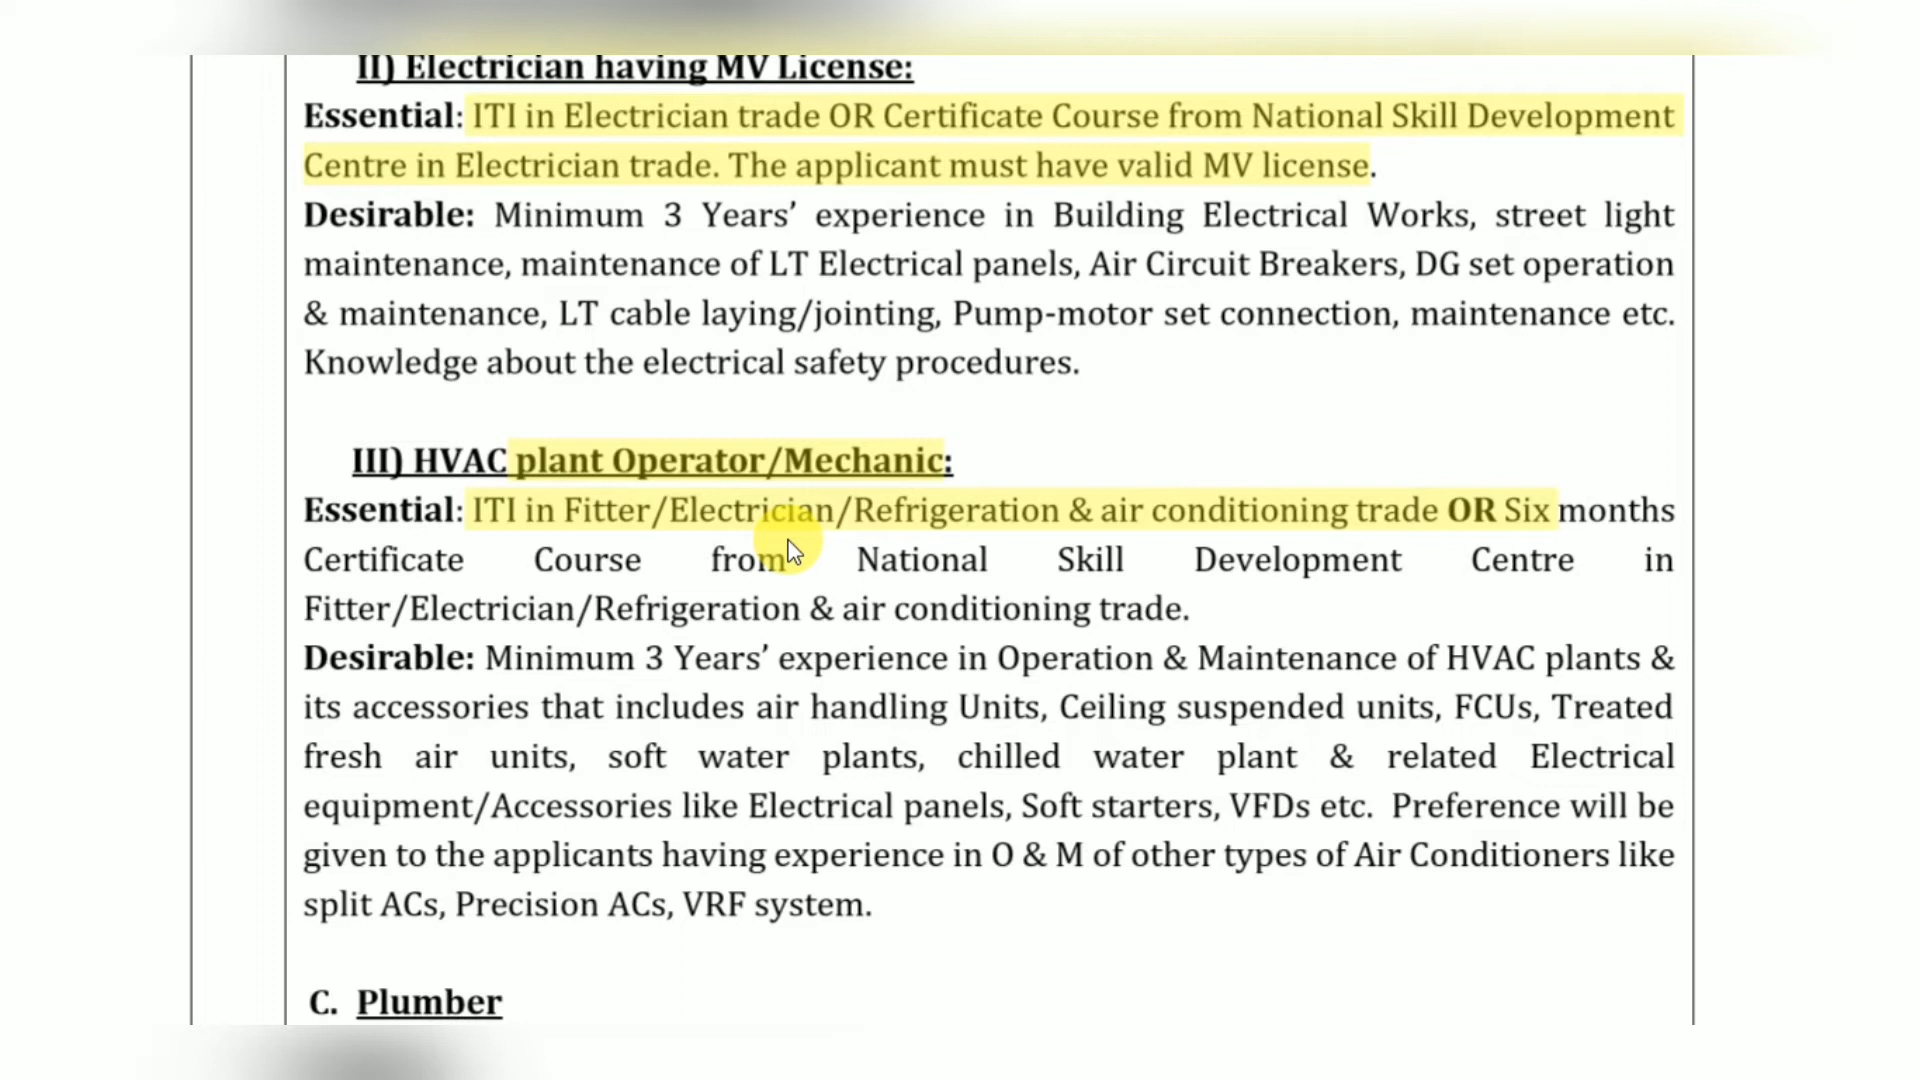 II) Electrician having MV License:
Essential: ITI in Electrician trade OR Certificate Course from National Skill Development
Centre in Electrician trade. The applicant must have valid MV license.
Desirable: Minimum 3 Years’ experience in Building Electrical Works, street light
maintenance, maintenance of LT Electrical panels, Air Circuit Breakers, DG set operation
& maintenance, LT cable laying/jointing, Pump-motor set connection, maintenance etc.
Knowledge about the electrical safety procedures.
III) HVAC plant Operator/Mechanic:
Essential: ITI in Fitter/Electrician/Refrigeration & air conditioning trade OR Six months
Certificate Course from National Skill Development Centre in
Fitter/Electrician/Refrigeration & air conditioning trade.
Desirable: Minimum 3 Years’ experience in Operation & Maintenance of HVAC plants &
its accessories that includes air handling Units, Ceiling suspended units, FCUs, Treated
fresh air units, soft water plants, chilled water plant & related Electrical
equipment/Accessories like Electrical panels, Soft starters, VFDs etc. Preference will be
given to the applicants having experience in O & M of other types of Air Conditioners like
split ACs, Precision ACs, VRF system.
C. Plumber